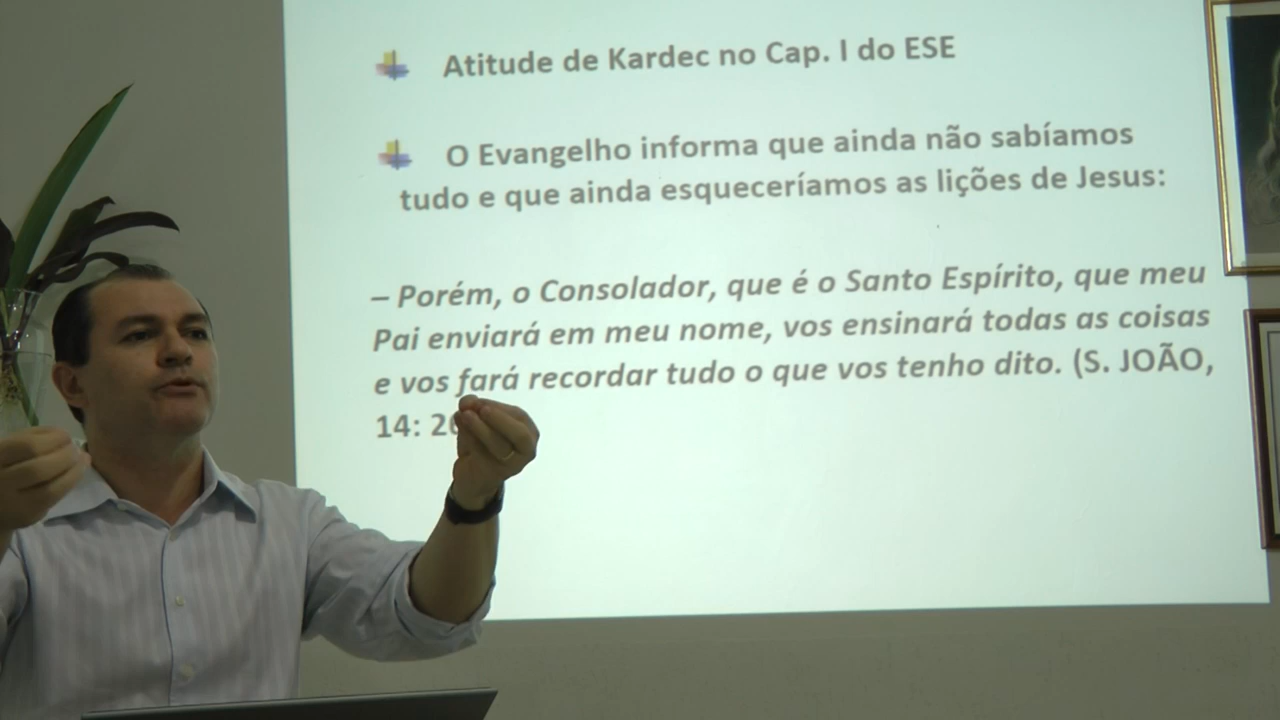 Atitude de Kardec no Cap. I do ESE
O Evangelho informa que ainda não sabíamos
tudo e que ainda esqueceríamos as lições de Jesus:
– Porém, o Consolador, que é o Santo Espírito, que meu
Pai enviará em meu nome, vos ensinará todas as coisas
e vos fará recordar tudo o que vos tenho dito. (S. JOÃO,
14: